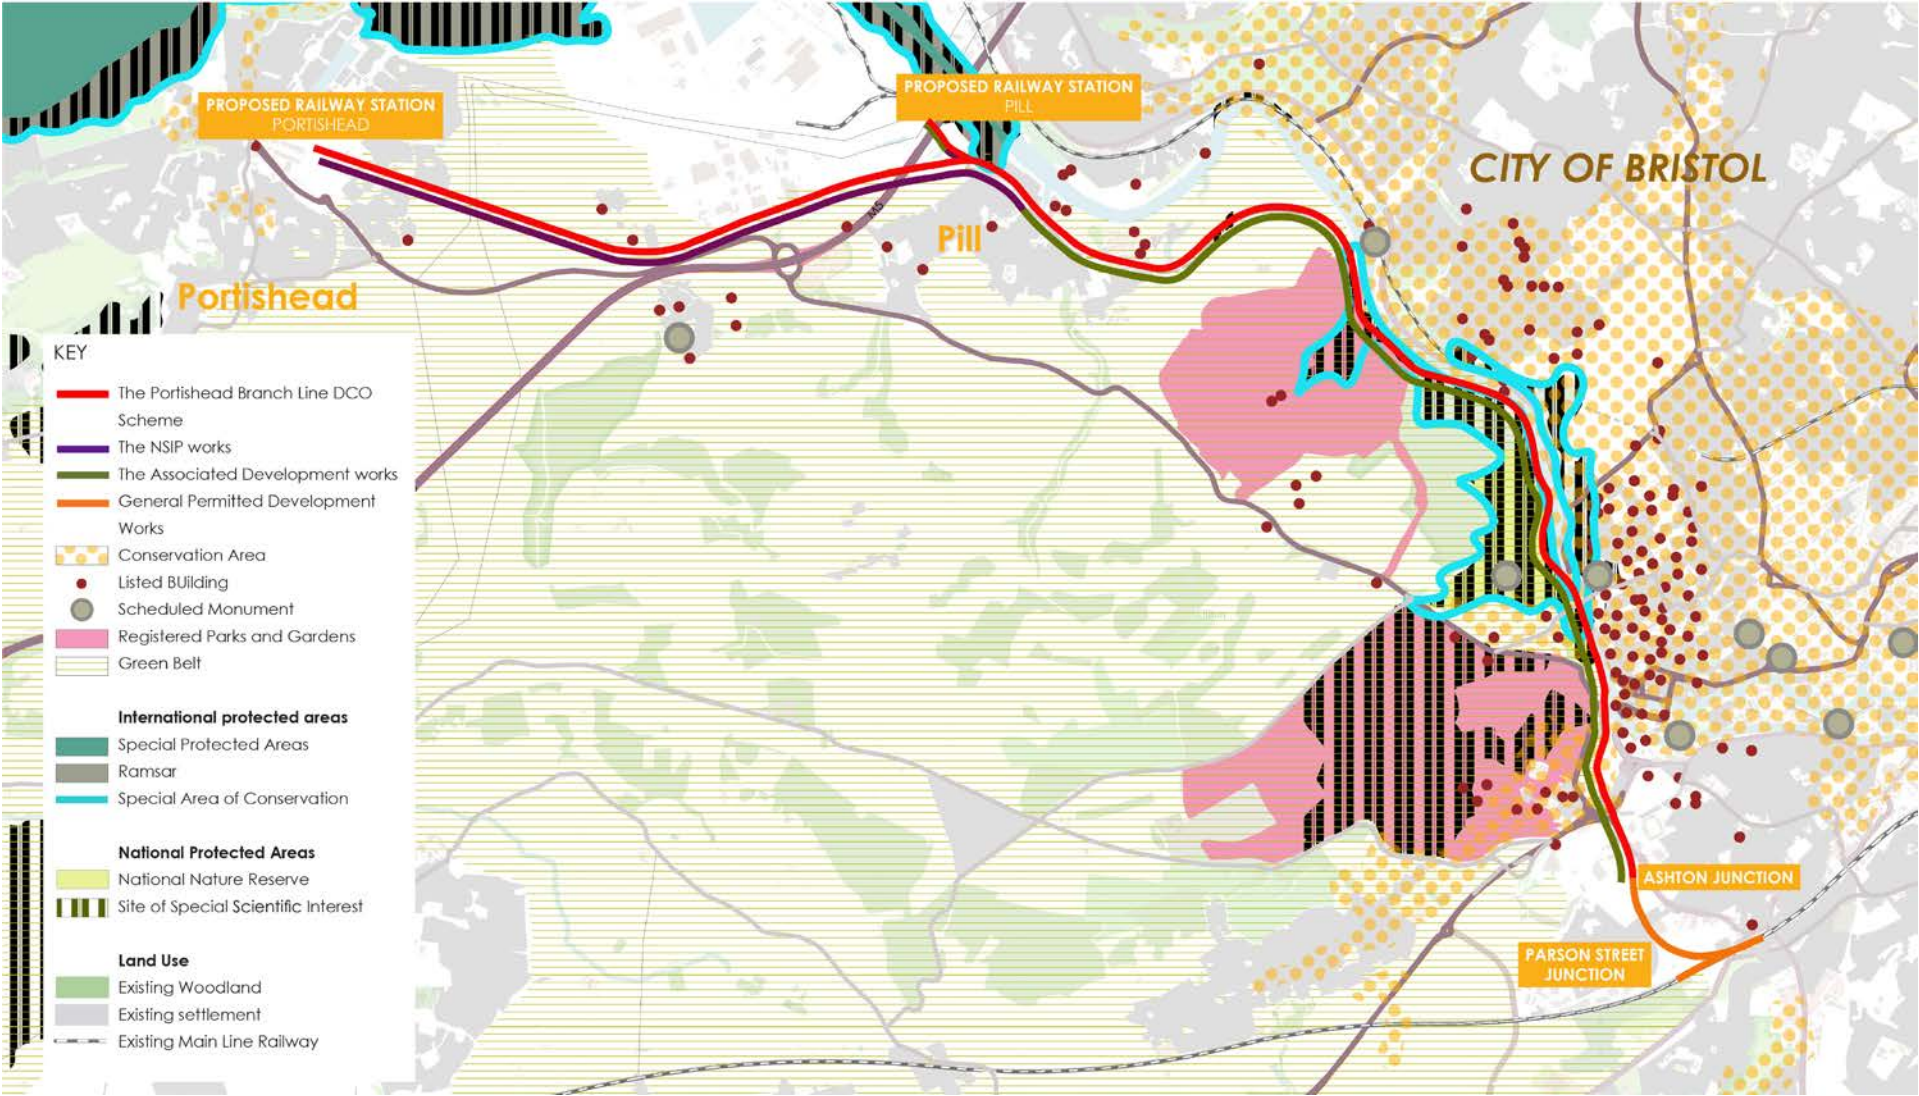 PROPOSED RAILWAY STATION
PORTISHEAD
PROPOSED RAILWAY STATION
PILL
CITY OF BRISTOL
M5
Pill
Portishead
KEY
The Portishead Branch Line DCO
Scheme
The NSIP works
The Associated Development works
General Permitted Development
Works
Conservation Area
Listed BUilding
Scheduled Monument
Registered Parks and Gardens
Green Belt
International protected areas
Special Protected Areas
Ramsar
Special Area of Conservation
National Protected Areas
National Nature Reserve
Site of Special Scientific Interest
Land Use
Existing Woodland
Existing settlement
Existing Main Line Railway
ASHTON JUNCTION
PARSON STREET
JUNCTION